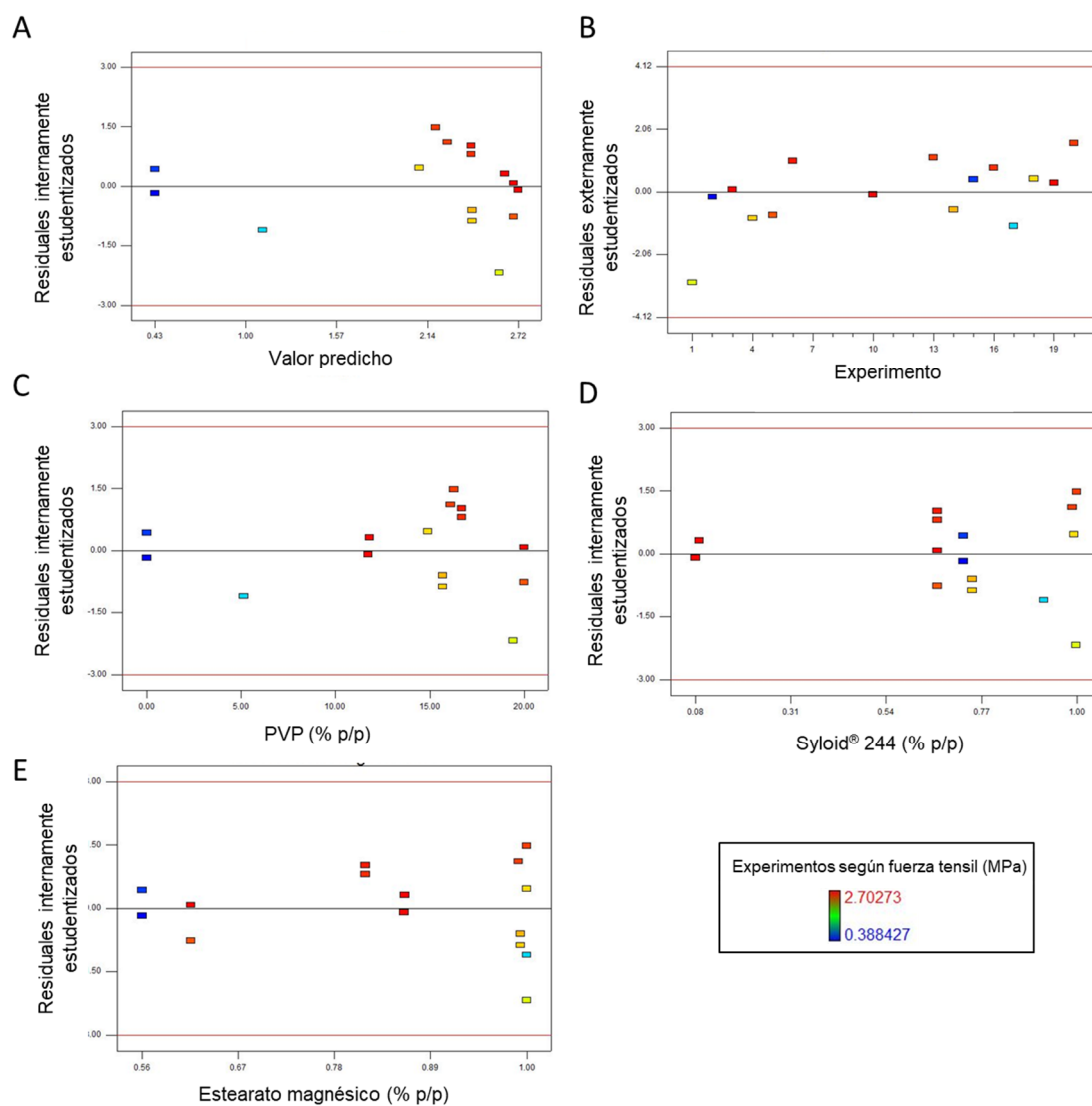 A
Residuales internamente
estudentizados
3.00
1.50
0.00
-1.50
-3.00
0.43
1.00
1.57
2.14
2.72
Valor predicho
B
Residuales externamente
estudentizados
4.12
2.06
0.00
-2.06
-4.12
1
4
7
10
13
16
19
Experimento
C
Residuales internamente
estudentizados
3.00
1.50
0.00
-1.50
-3.00
0.00
5.00
10.00
15.00
20.00
PVP (% p/p)
D
Residuales internamente
estudentizados
3.00
1.50
0.00
-1.50
-3.00
0.08
0.31
0.54
0.77
1.00
Syloid® 244 (% p/p)
E
Residuales internamente
estudentizados
.00
.50
.00
.50
.00
0.56
0.67
0.78
0.89
1.00
Estearato magnésico (% p/p)
Experimentos según fuerza tensil (MPa)
2.70273
0.388427